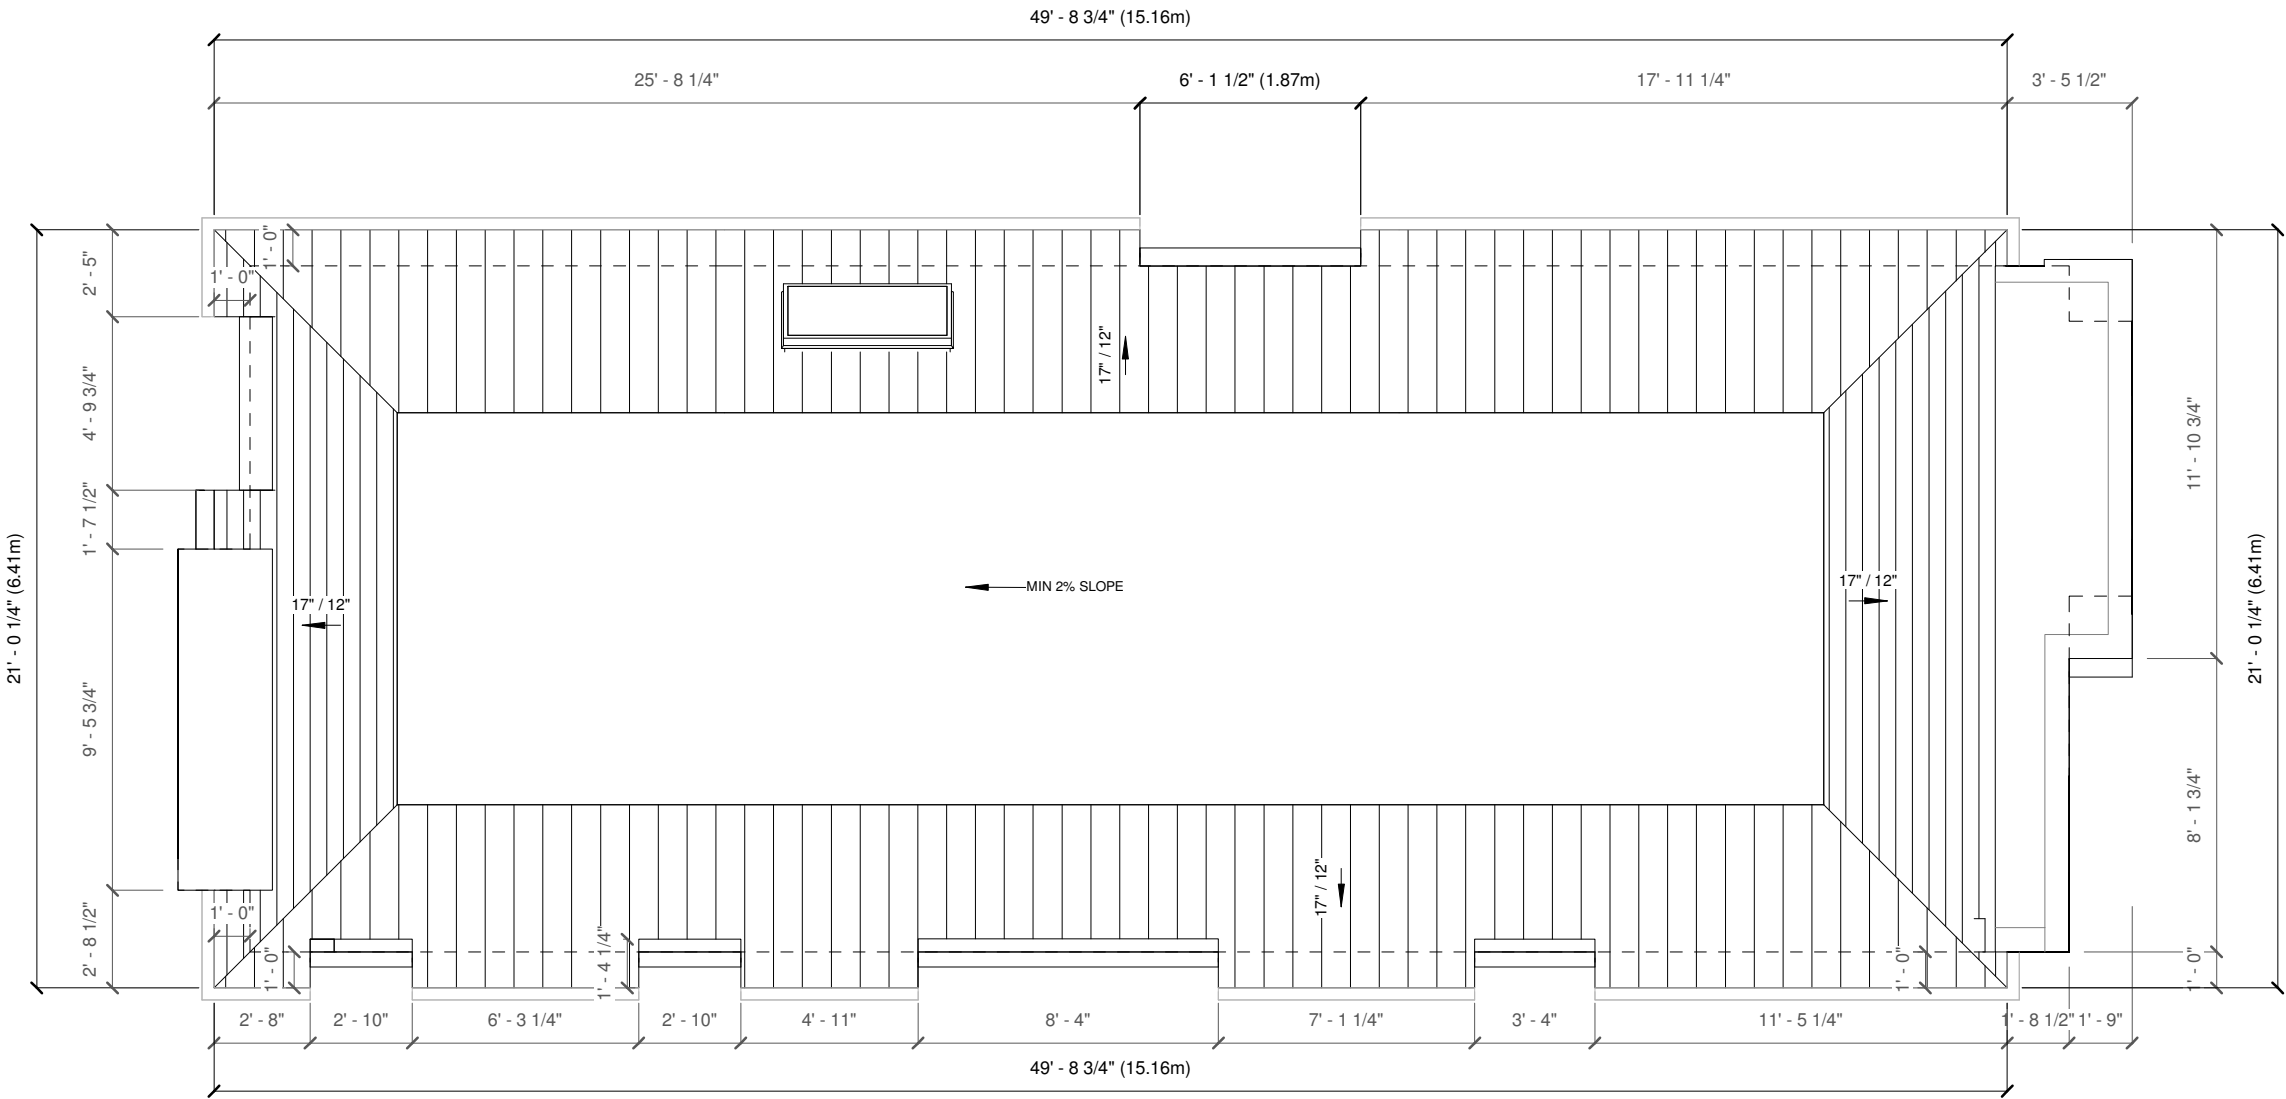 49' - 8 3/4" (15.16m)
25' - 8 1/4"
6' - 1 1/2" (1.87m)
17' - 11 1/4"
3' - 5 1/2"
1' - 0"
1' - 0"
2' - 5"
4' - 9 3/4"
1' - 7 1/2"
9' - 5 3/4"
2' - 8 1/2"
21' - 0 1/4" (6.41m)
17" / 12"
17" / 12"
MIN 2% SLOPE
17" / 12"
17" / 12"
11' - 10 3/4"
8' - 1 3/4"
1' - 0"
21' - 0 1/4" (6.41m)
1' - 0"
1' - 0"
1' - 4 1/4"
1' - 0"
2' - 8"
2' - 10"
6' - 3 1/4"
2' - 10"
4' - 11"
8' - 4"
7' - 1 1/4"
3' - 4"
11' - 5 1/4"
1' - 8 1/2"
1' - 9"
49' - 8 3/4" (15.16m)